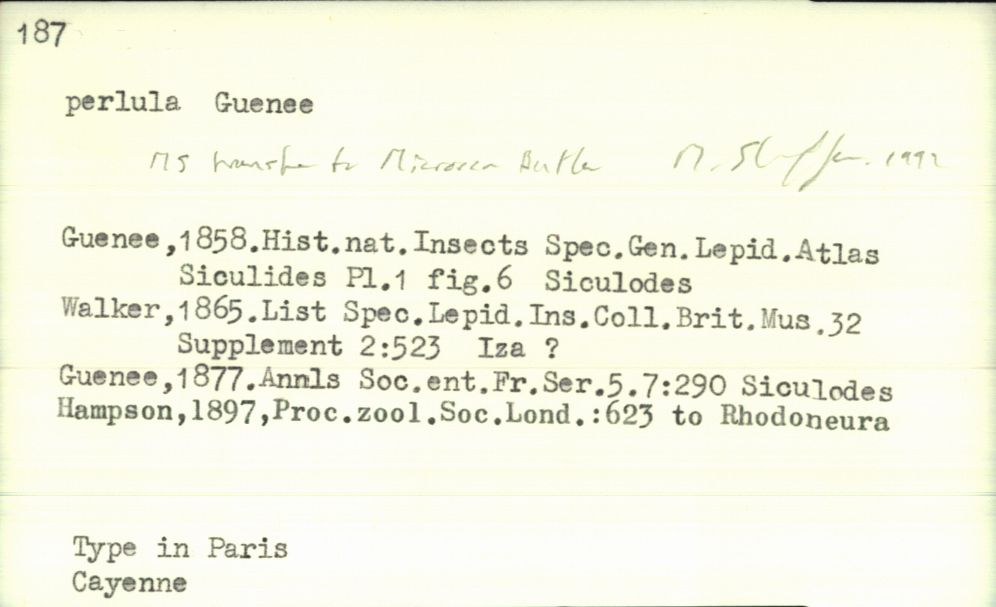 187
perlula Guenee
MS transfer to Microsca Butler M. Shaffer. 1992
Guenee,1858.Hist.nat.Insects Spec.Gen.Lepid.Atlas
Siculides Pl.1 fig.6 Siculodes
Walker,1865.List Spec.Lepid.Ins.Coll.Brit.Mus.32
Supplement 2:523 Iza ?
Guenee,1877.Annls Soc.ent.Fr.Ser.5.7:290 Siculodes
Hampson,1897,Proc.zool.Soc.Lond.:623 to Rhodoneura
Type in Paris
Cayenne